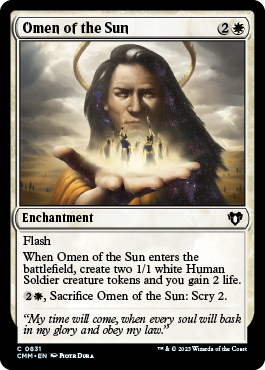 Omen of the Sun 2
Enchantment
Flash
When Omen of the Sun enters the
battlefield, create two 1/1 white Human
Soldier creature tokens and you gain 2 life.
2, Sacrifice Omen of the Sun: Scry 2.
“My time will come, when every soul will bask
in my glory and obey my law.”
C 0831
CMM • EN Piotr Dura
™ & © 2023 Wizards of the Coast